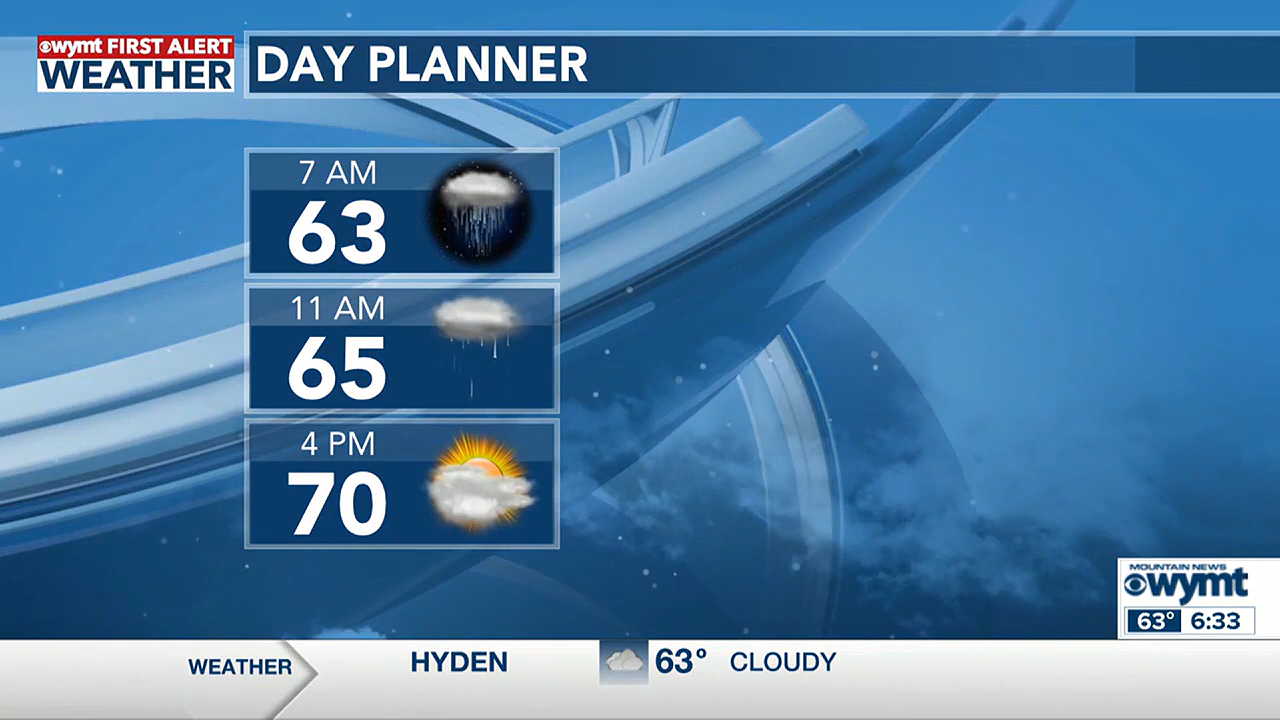 wymt FIRST ALERT
WEATHER
DAY PLANNER
7 AM
63
11 AM
65
4 PM
70
MOUNTAIN NEWS
wymt
63° 6:33
WEATHER
HYDEN
63° CLOUDY